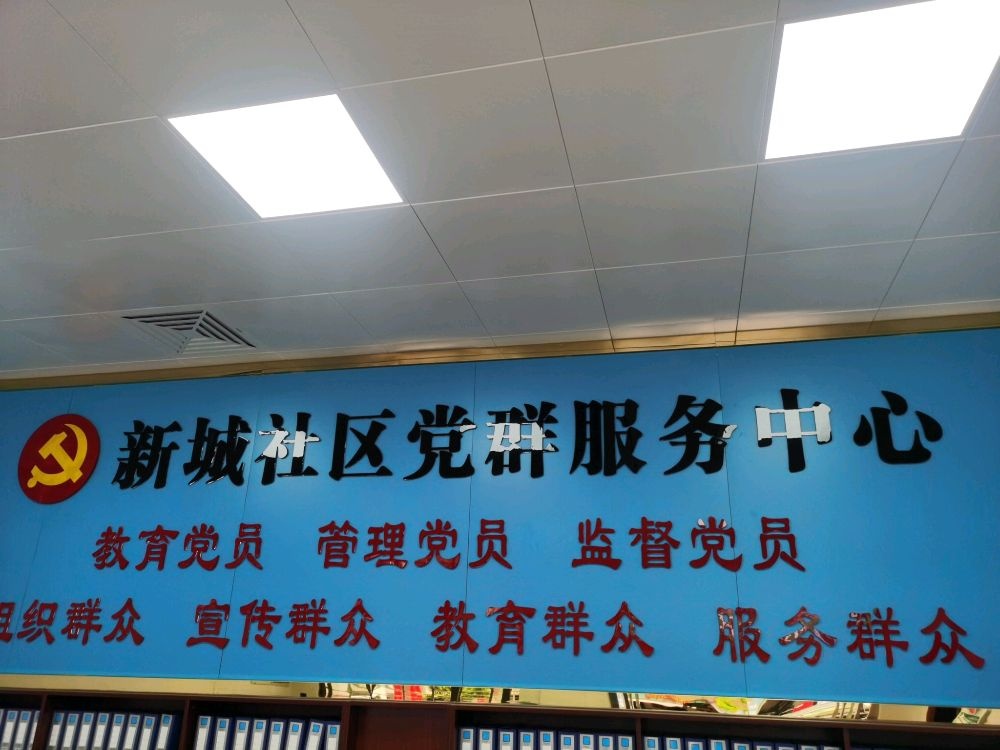 新城社区党群服务中心
教育党员 管理党员 监督党员
组织群众 宣传群众 教育群众 服务群众